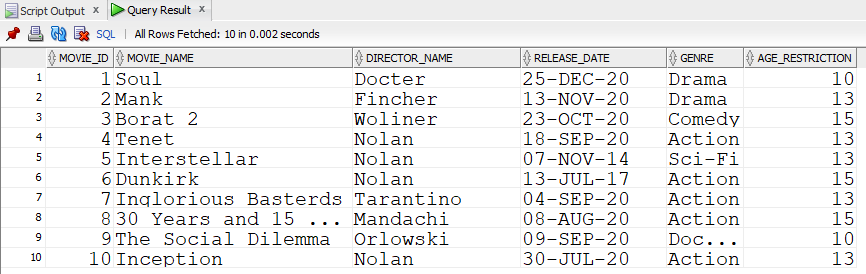 Script Output × Query Result ×
SQL | All Rows Fetched: 10 in 0.002 seconds
MOVIE_ID MOVIE_NAME DIRECTOR_NAME RELEASE_DATE GENRE AGE_RESTRICTION
1 1 Soul Docter 25-DEC-20 Drama 10
2 2 Mank Fincher 13-NOV-20 Drama 13
3 3 Borat 2 Woliner 23-OCT-20 Comedy 15
4 4 Tenet Nolan 18-SEP-20 Action 13
5 5 Interstellar Nolan 07-NOV-14 Sci-Fi 13
6 6 Dunkirk Nolan 13-JUL-17 Action 15
7 7 Inglorious Basterds Tarantino 04-SEP-20 Action 13
8 8 30 Years and 15 ... Mandachi 08-AUG-20 Action 15
9 9 The Social Dilemma Orlowski 09-SEP-20 Doc... 10
10 10 Inception Nolan 30-JUL-20 Action 13